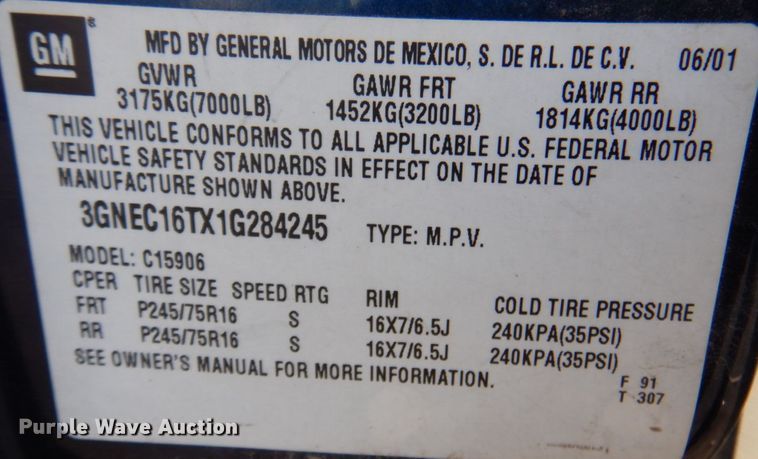 GM®
MFD BY GENERAL MOTORS DE MEXICO, S. DE R.L. DE C.V. 06/01
GVWR GAWR FRT GAWR RR
3175KG(7000LB) 1452KG(3200LB) 1814KG(4000LB)
THIS VEHICLE CONFORMS TO ALL APPLICABLE U.S. FEDERAL MOTOR
VEHICLE SAFETY STANDARDS IN EFFECT ON THE DATE OF
MANUFACTURE SHOWN ABOVE.
3GNEC16TX1G284245 TYPE: M.P.V.
MODEL: C15906
CPER TIRE SIZE SPEED RTG RIM COLD TIRE PRESSURE
FRT P245/75R16 S 16X7/6.5J 240KPA(35PSI)
RR P245/75R16 S 16X7/6.5J 240KPA(35PSI)
SEE OWNER'S MANUAL FOR MORE INFORMATION.
F 91
T 307
Purple Wave Auction